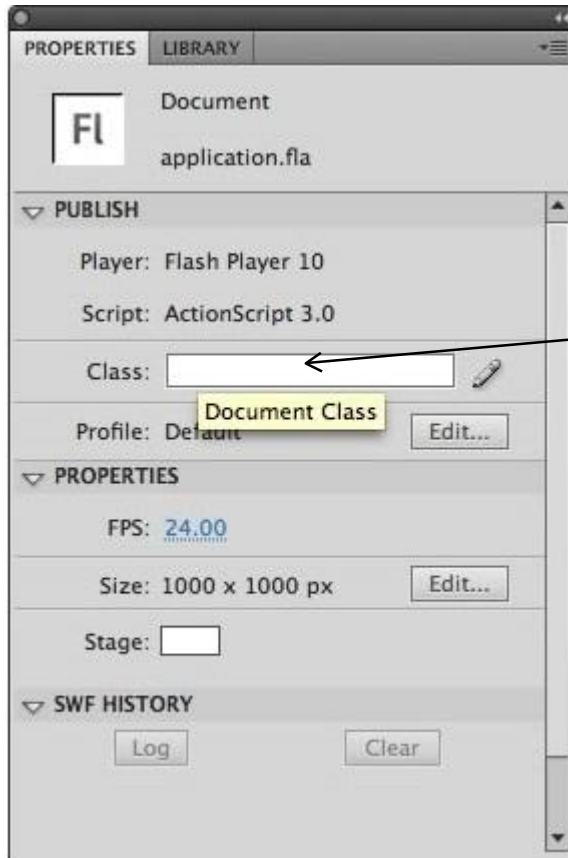 PROPERTIES LIBRARY
Fl
Document
application.fla
PUBLISH
Player: Flash Player 10
Script: ActionScript 3.0
Class:
Document Class
Profile: Default Edit...
PROPERTIES
FPS: 24.00
Size: 1000 x 1000 px Edit...
Stage:
SWF HISTORY
Log Clear